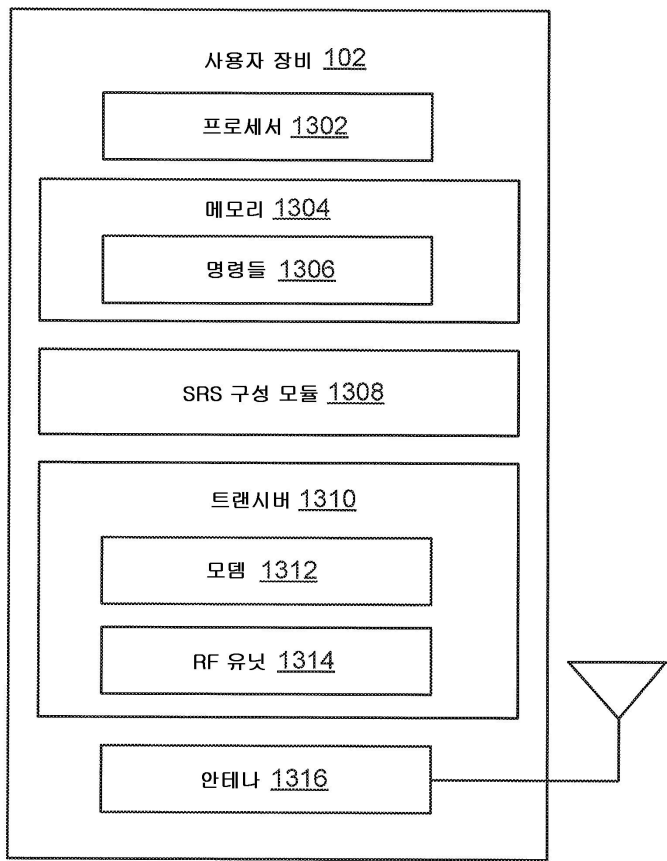 사용자 장비 102
프로세서 1302
메모리 1304
명령들 1306
SRS 구성 모듈 1308
트랜시버 1310
모뎀 1312
RF 유닛 1314
안테나 1316